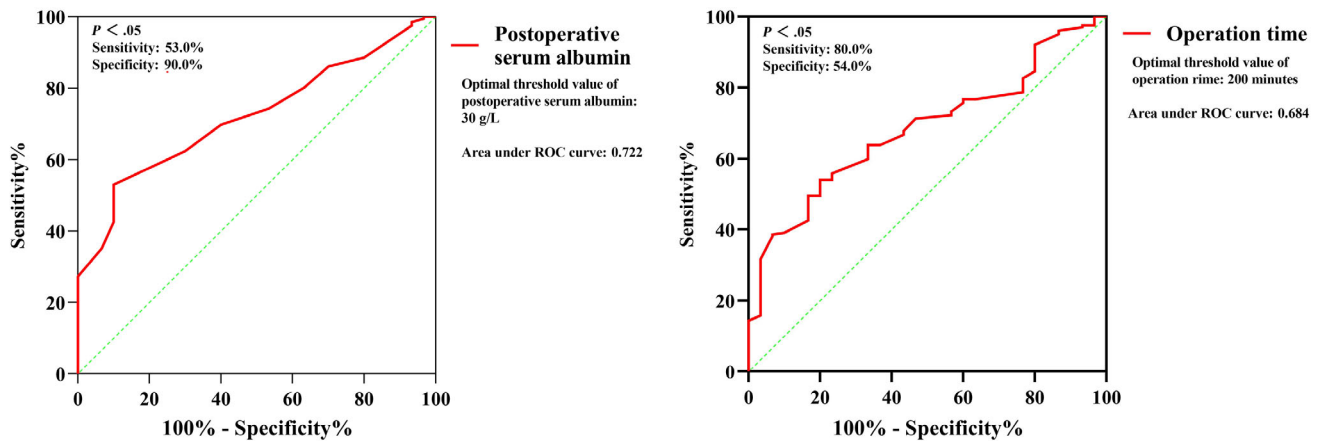 100
80
60
40
20
0
Sensitivity%
P < .05
Sensitivity: 53.0%
Specificity: 90.0%
0 20 40 60 80 100
100% - Specificity%
Postoperative
serum albumin
Optimal threshold value of
postoperative serum albumin:
30 g/L
Area under ROC curve: 0.722
100
80
60
40
20
0
Sensitivity%
P < .05
Sensitivity: 80.0%
Specificity: 54.0%
0 20 40 60 80 100
100% - Specificity%
Operation time
Optimal threshold value of
operation rime: 200 minutes
Area under ROC curve: 0.684